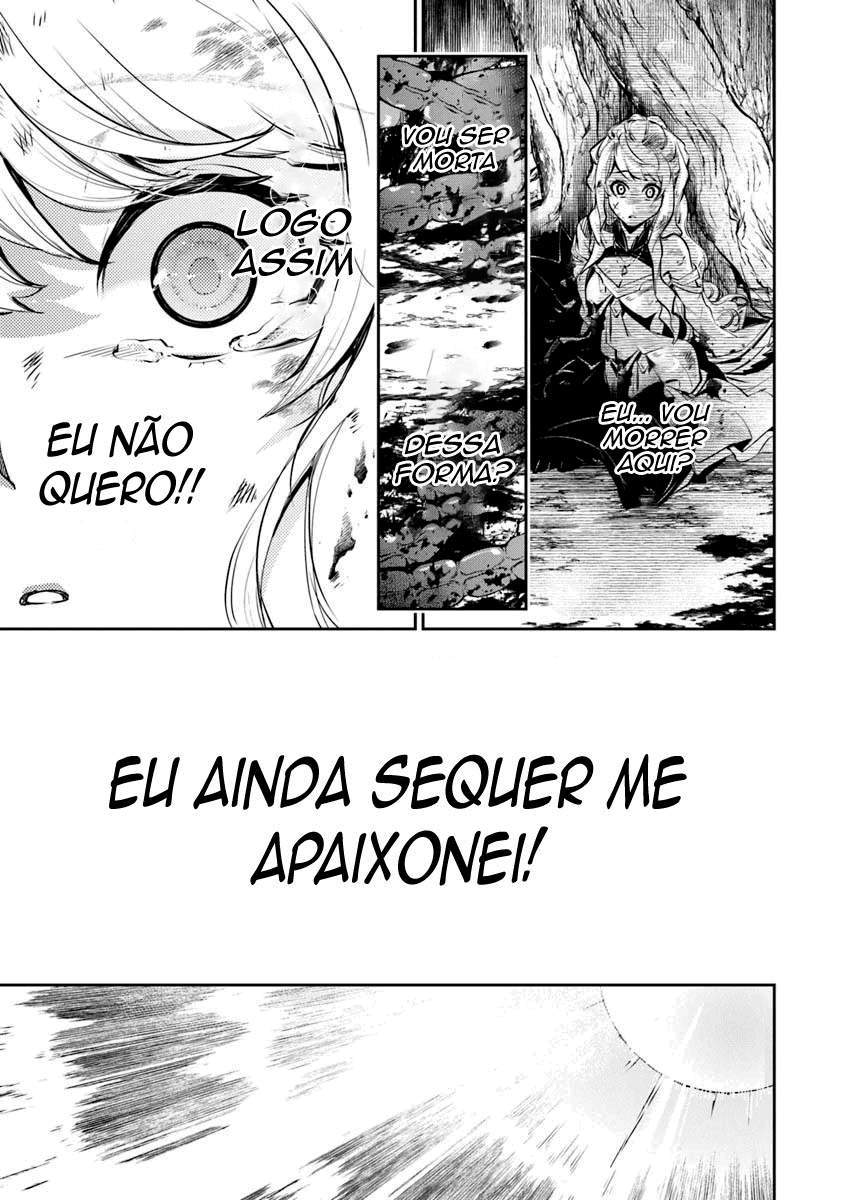 EU... VOU
MORRER
AQUI?
VOU SER
MORTA
DESSA
FORMA?
LOGO
ASSIM
EU NÃO
QUERO!!
EU AINDA SEQUER ME
APAIXONEI!